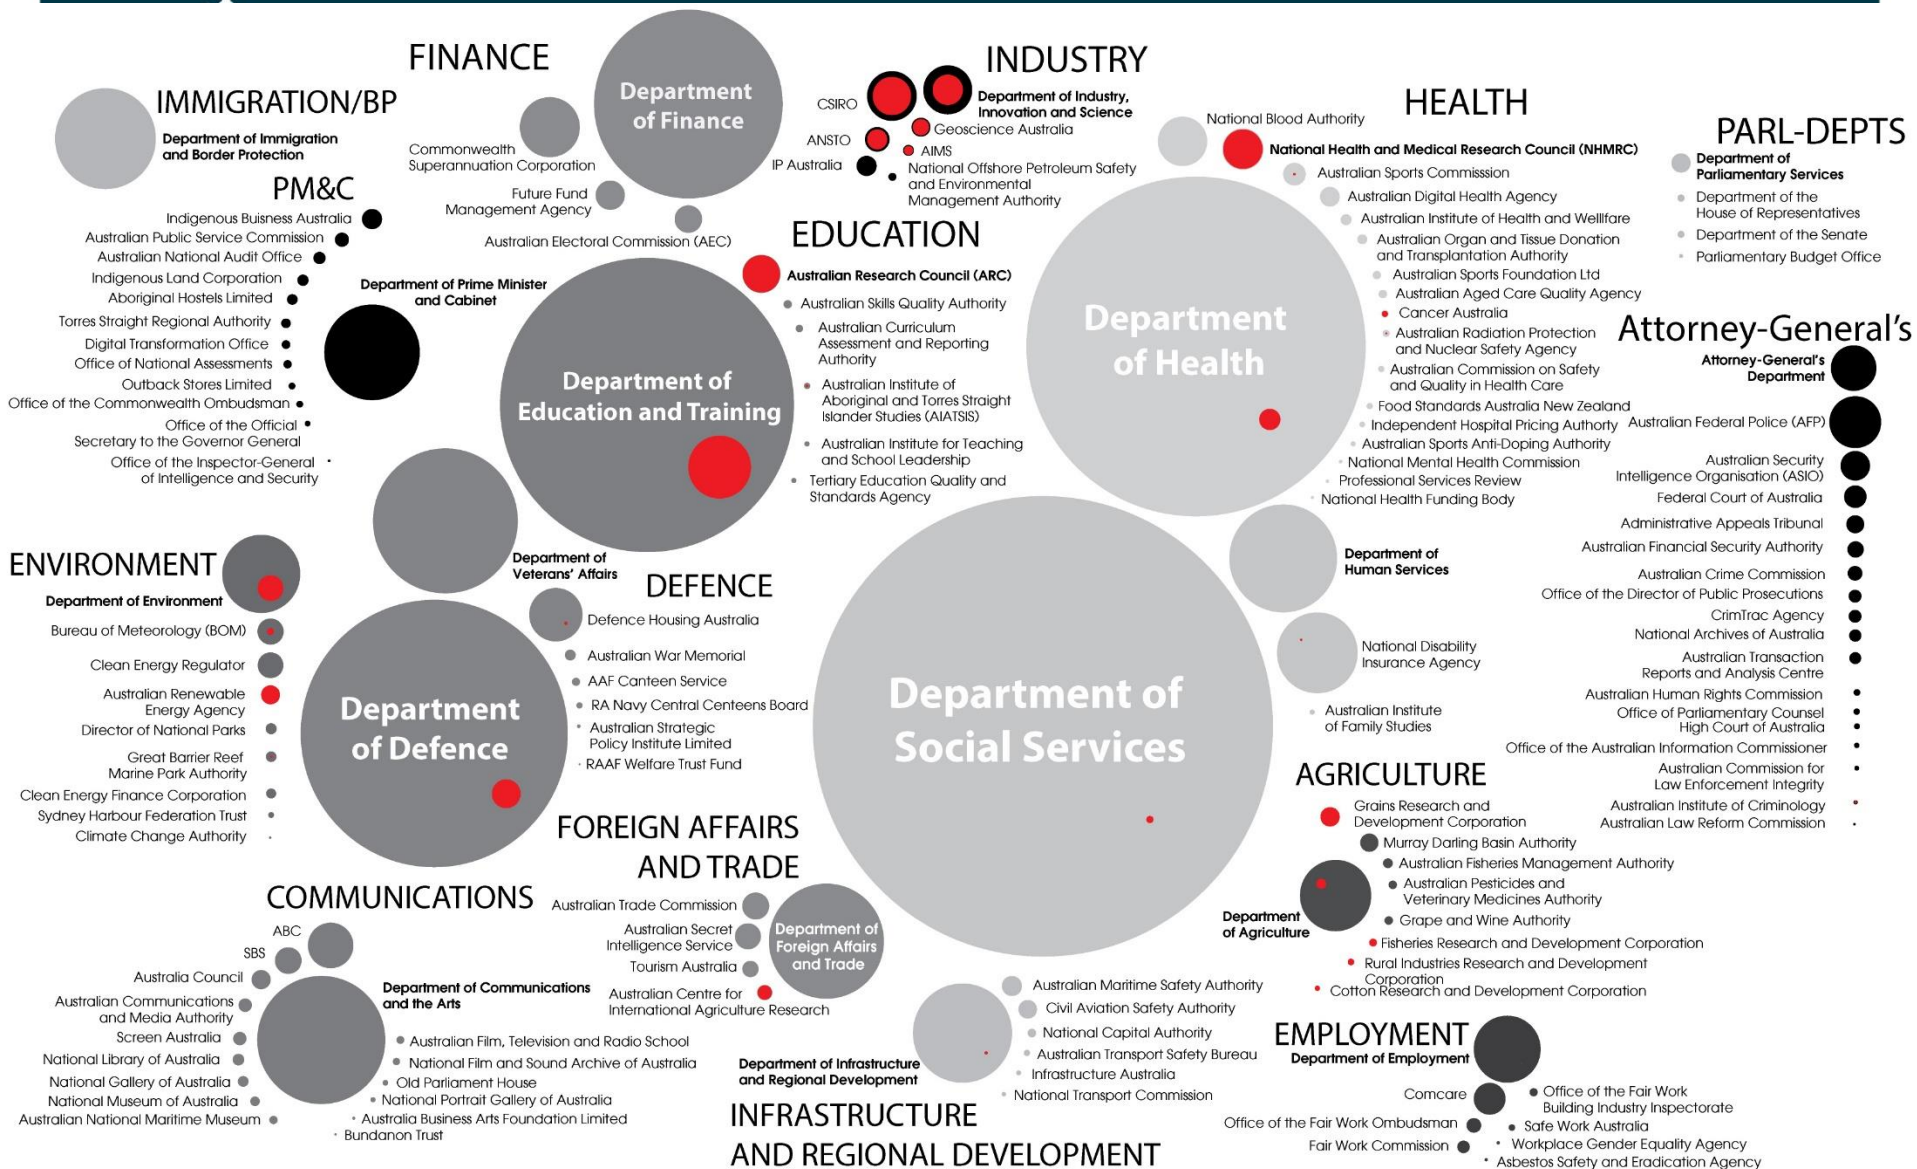 FINANCE
Department
of Finance
Commonwealth
Superannuation Corporation
Future Fund
Management Agency
Australian Electoral Commission (AEC)
IMMIGRATION/BP
Department of Immigration
and Border Protection
PM&C
Indigenous Buisness Australia
Australian Public Service Commission
Australian National Audit Office
Indigenous Land Corporation
Aboriginal Hostels Limited
Torres Straight Regional Authority
Digital Transformation Office
Office of National Assessments
Outback Stores Limited
Office of the Commonwealth Ombudsman
Office of the Official
Secretary to the Governor General
Office of the Inspector-General
of Intelligence and Security
Department of Prime Minister
and Cabinet
INDUSTRY
CSIRO
Department of Industry,
Innovation and Science
ANSTO
Geoscience Australia
AIMS
IP Australia
National Offshore Petroleum Safety
and Environmental
Management Authority
EDUCATION
Australian Research Council (ARC)
Australian Skills Quality Authority
Australian Curriculum
Assessment and Reporting
Authority
Australian Institute of
Aboriginal and Torres Straight
Islander Studies (AIATSIS)
Australian Institute for Teaching
and School Leadership
Tertiary Education Quality and
Standards Agency
Department of
Education and Training
HEALTH
National Blood Authority
National Health and Medical Research Council (NHMRC)
Australian Sports Commisssion
Australian Digital Health Agency
Australian Institute of Health and Welllfare
Australian Organ and Tissue Donation
and Transplantation Authority
Australian Sports Foundation Ltd
Australian Aged Care Quality Agency
Cancer Australia
Australian Radiation Protection
and Nuclear Safety Agency
Australian Commission on Safety
and Quality in Health Care
Food Standards Australia New Zealand
Independent Hospital Pricing Authorty
Australian Sports Anti-Doping Authority
National Mental Health Commission
Professional Services Review
National Health Funding Body
Department
of Health
PARL-DEPTS
Department of
Parliamentary Services
Department of the
House of Representatives
Department of the Senate
Parliamentary Budget Office
Attorney-General's
Attorney-General's
Department
Australian Federal Police (AFP)
Australian Security
Intelligence Organisation (ASIO)
Federal Court of Australia
Administrative Appeals Tribunal
Australian Financial Security Authority
Australian Crime Commission
Office of the Director of Public Prosecutions
CrimTrac Agency
National Archives of Australia
Australian Transaction
Reports and Analysis Centre
Australian Human Rights Commission
Office of Parliamentary Counsel
High Court of Australia
Office of the Australian Information Commissioner
Australian Commission for
Law Enforcement Integrity
Australian Institute of Criminology
Australian Law Reform Commission
ENVIRONMENT
Department of Environment
Bureau of Meteorology (BOM)
Clean Energy Regulator
Australian Renewable
Energy Agency
Director of National Parks
Great Barrier Reef
Marine Park Authority
Clean Energy Finance Corporation
Sydney Harbour Federation Trust
Climate Change Authority
Department of
Veterans' Affairs
DEFENCE
Defence Housing Australia
Australian War Memorial
AAF Canteen Service
RA Navy Central Centeens Board
Australian Strategic
Policy Institute Limited
RAAF Welfare Trust Fund
Department
of Defence
Department of
Social Services
Department of
Human Services
National Disability
Insurance Agency
Australian Institute
of Family Studies
AGRICULTURE
Grains Research and
Development Corporation
Murray Darling Basin Authority
Australian Fisheries Management Authority
Australian Pesticides and
Veterinary Medicines Authority
Grape and Wine Authority
Department
of Agriculture
Fisheries Research and Development Corporation
Rural Industries Research and Development
Corporation
Cotton Research and Development Corporation
FOREIGN AFFAIRS
AND TRADE
Australian Trade Commission
Australian Secret
Intelligence Service
Tourism Australia
Australian Centre for
International Agriculture Research
Department of
Foreign Affairs
and Trade
COMMUNICATIONS
ABC
SBS
Australia Council
Australian Communications
and Media Authority
Screen Australia
National Library of Australia
National Gallery of Australia
National Museum of Australia
Australian National Maritime Museum
Department of Communications
and the Arts
Australian Film, Television and Radio School
National Film and Sound Archive of Australia
Old Parliament House
National Portrait Gallery of Australia
Australia Business Arts Foundation Limited
Bundanon Trust
Australian Maritime Safety Authority
Civil Aviation Safety Authority
National Capital Authority
Australian Transport Safety Bureau
Infrastructure Australia
National Transport Commission
Department of Infrastructure
and Regional Development
INFRASTRUCTURE
AND REGIONAL DEVELOPMENT
EMPLOYMENT
Department of Employment
Comcare
Office of the Fair Work
Building Industry Inspectorate
Office of the Fair Work Ombudsman
Safe Work Australia
Fair Work Commission
Workplace Gender Equality Agency
Asbestos Safety and Eradication Agency